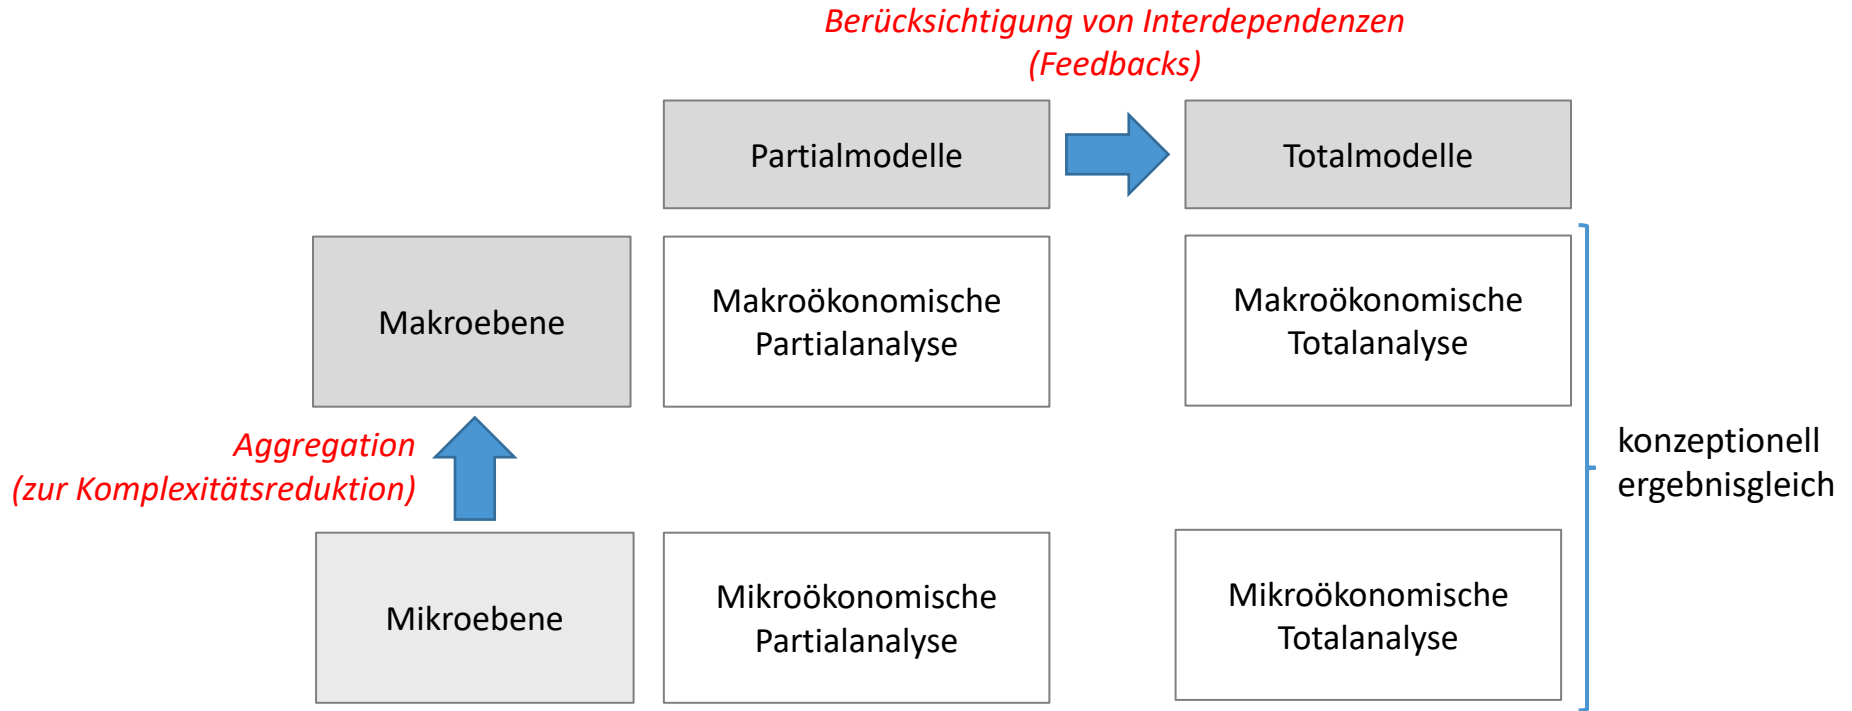 Berücksichtigung von Interdependenzen
(Feedbacks)
Partialmodelle
Totalmodelle
Makroebene
Makroökonomische
Partialanalyse
Makroökonomische
Totalanalyse
Aggregation
(zur Komplexitätsreduktion)
konzeptionell
ergebnisgleich
Mikroebene
Mikroökonomische
Partialanalyse
Mikroökonomische
Totalanalyse